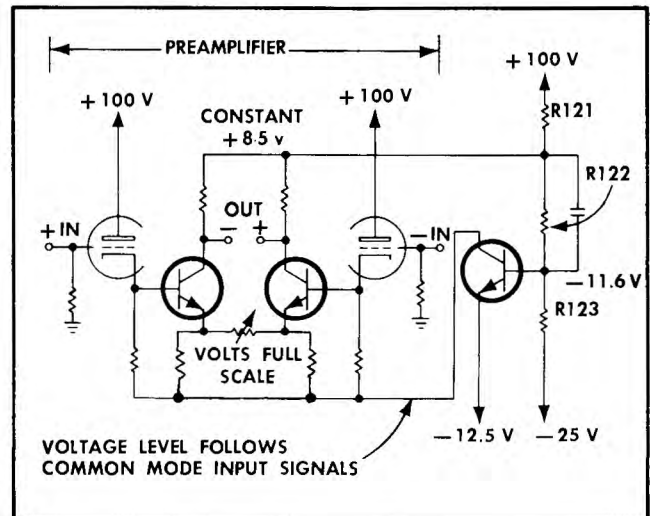 PREAMPLIFIER
+ 100 V
+ 100 V
CONSTANT
+ 8.5 v
+ 100 V
R121
R122
+ IN
OUT
-
+
- IN
- 11.6 V
R123
VOLTS FULL
SCALE
- 12.5 V
- 25 V
VOLTAGE LEVEL FOLLOWS
COMMON MODE INPUT SIGNALS